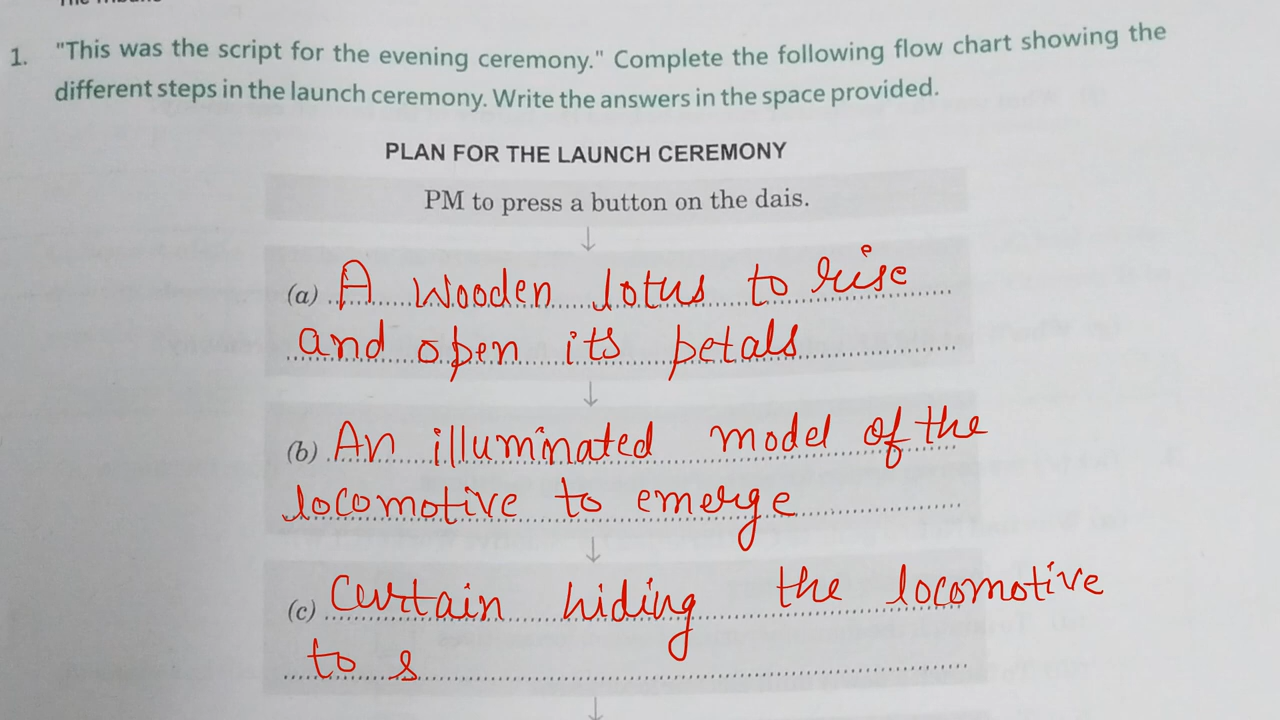 1. "This was the script for the evening ceremony." Complete the following flow chart showing the
different steps in the launch ceremony. Write the answers in the space provided.
PLAN FOR THE LAUNCH CEREMONY
PM to press a button on the dais.
(a) A Wooden lotus to rise
and open its petals
(b) An illuminated model of the
locomotive to emerge
(c) Curtain hiding the locomotive
to s